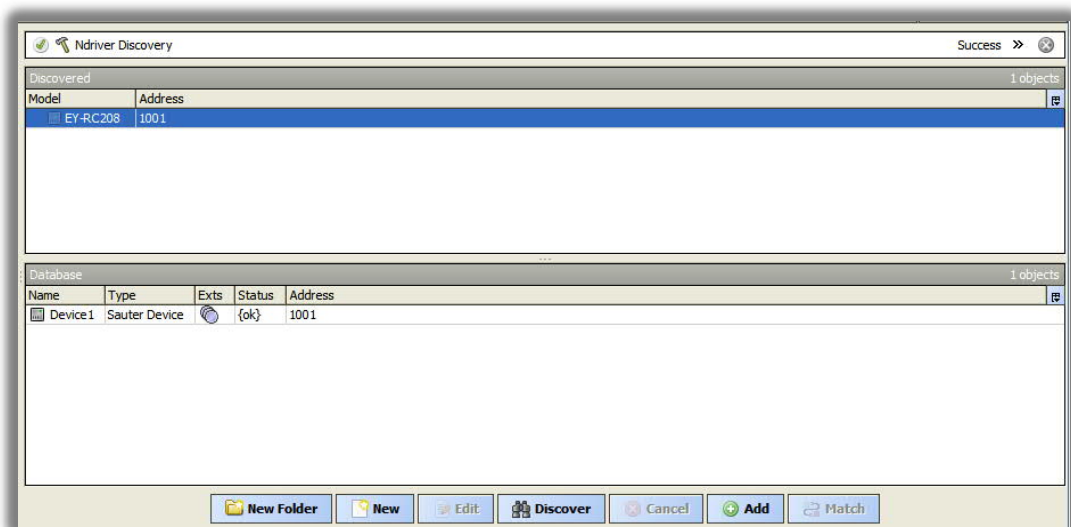 Ndriver Discovery Success »
Discovered 1 objects
Model Address
EY-RC208 1001
Database 1 objects
Name Type Exts Status Address
Device1 Sauter Device {ok} 1001
New Folder New Edit Discover Cancel Add Match